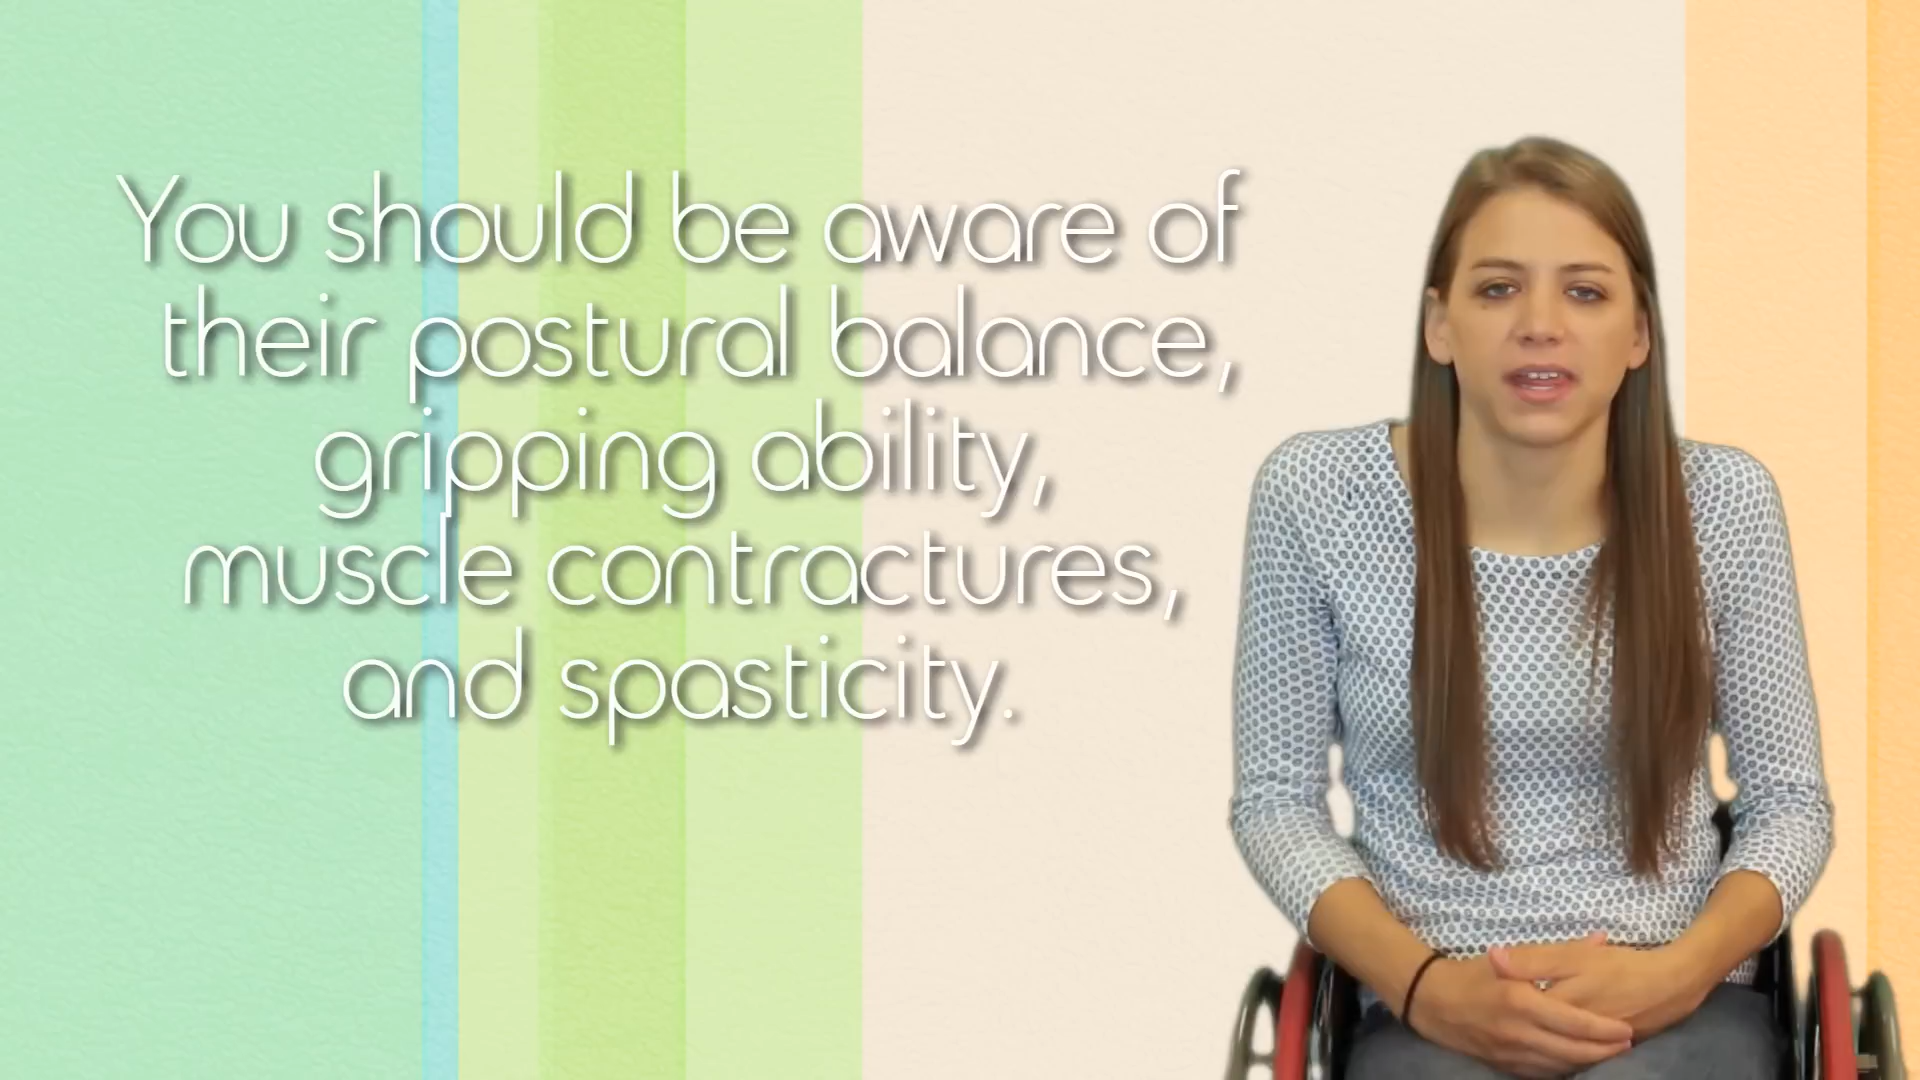 You should be aware of
their postural balance,
gripping ability,
muscle contractures,
and spasticity.